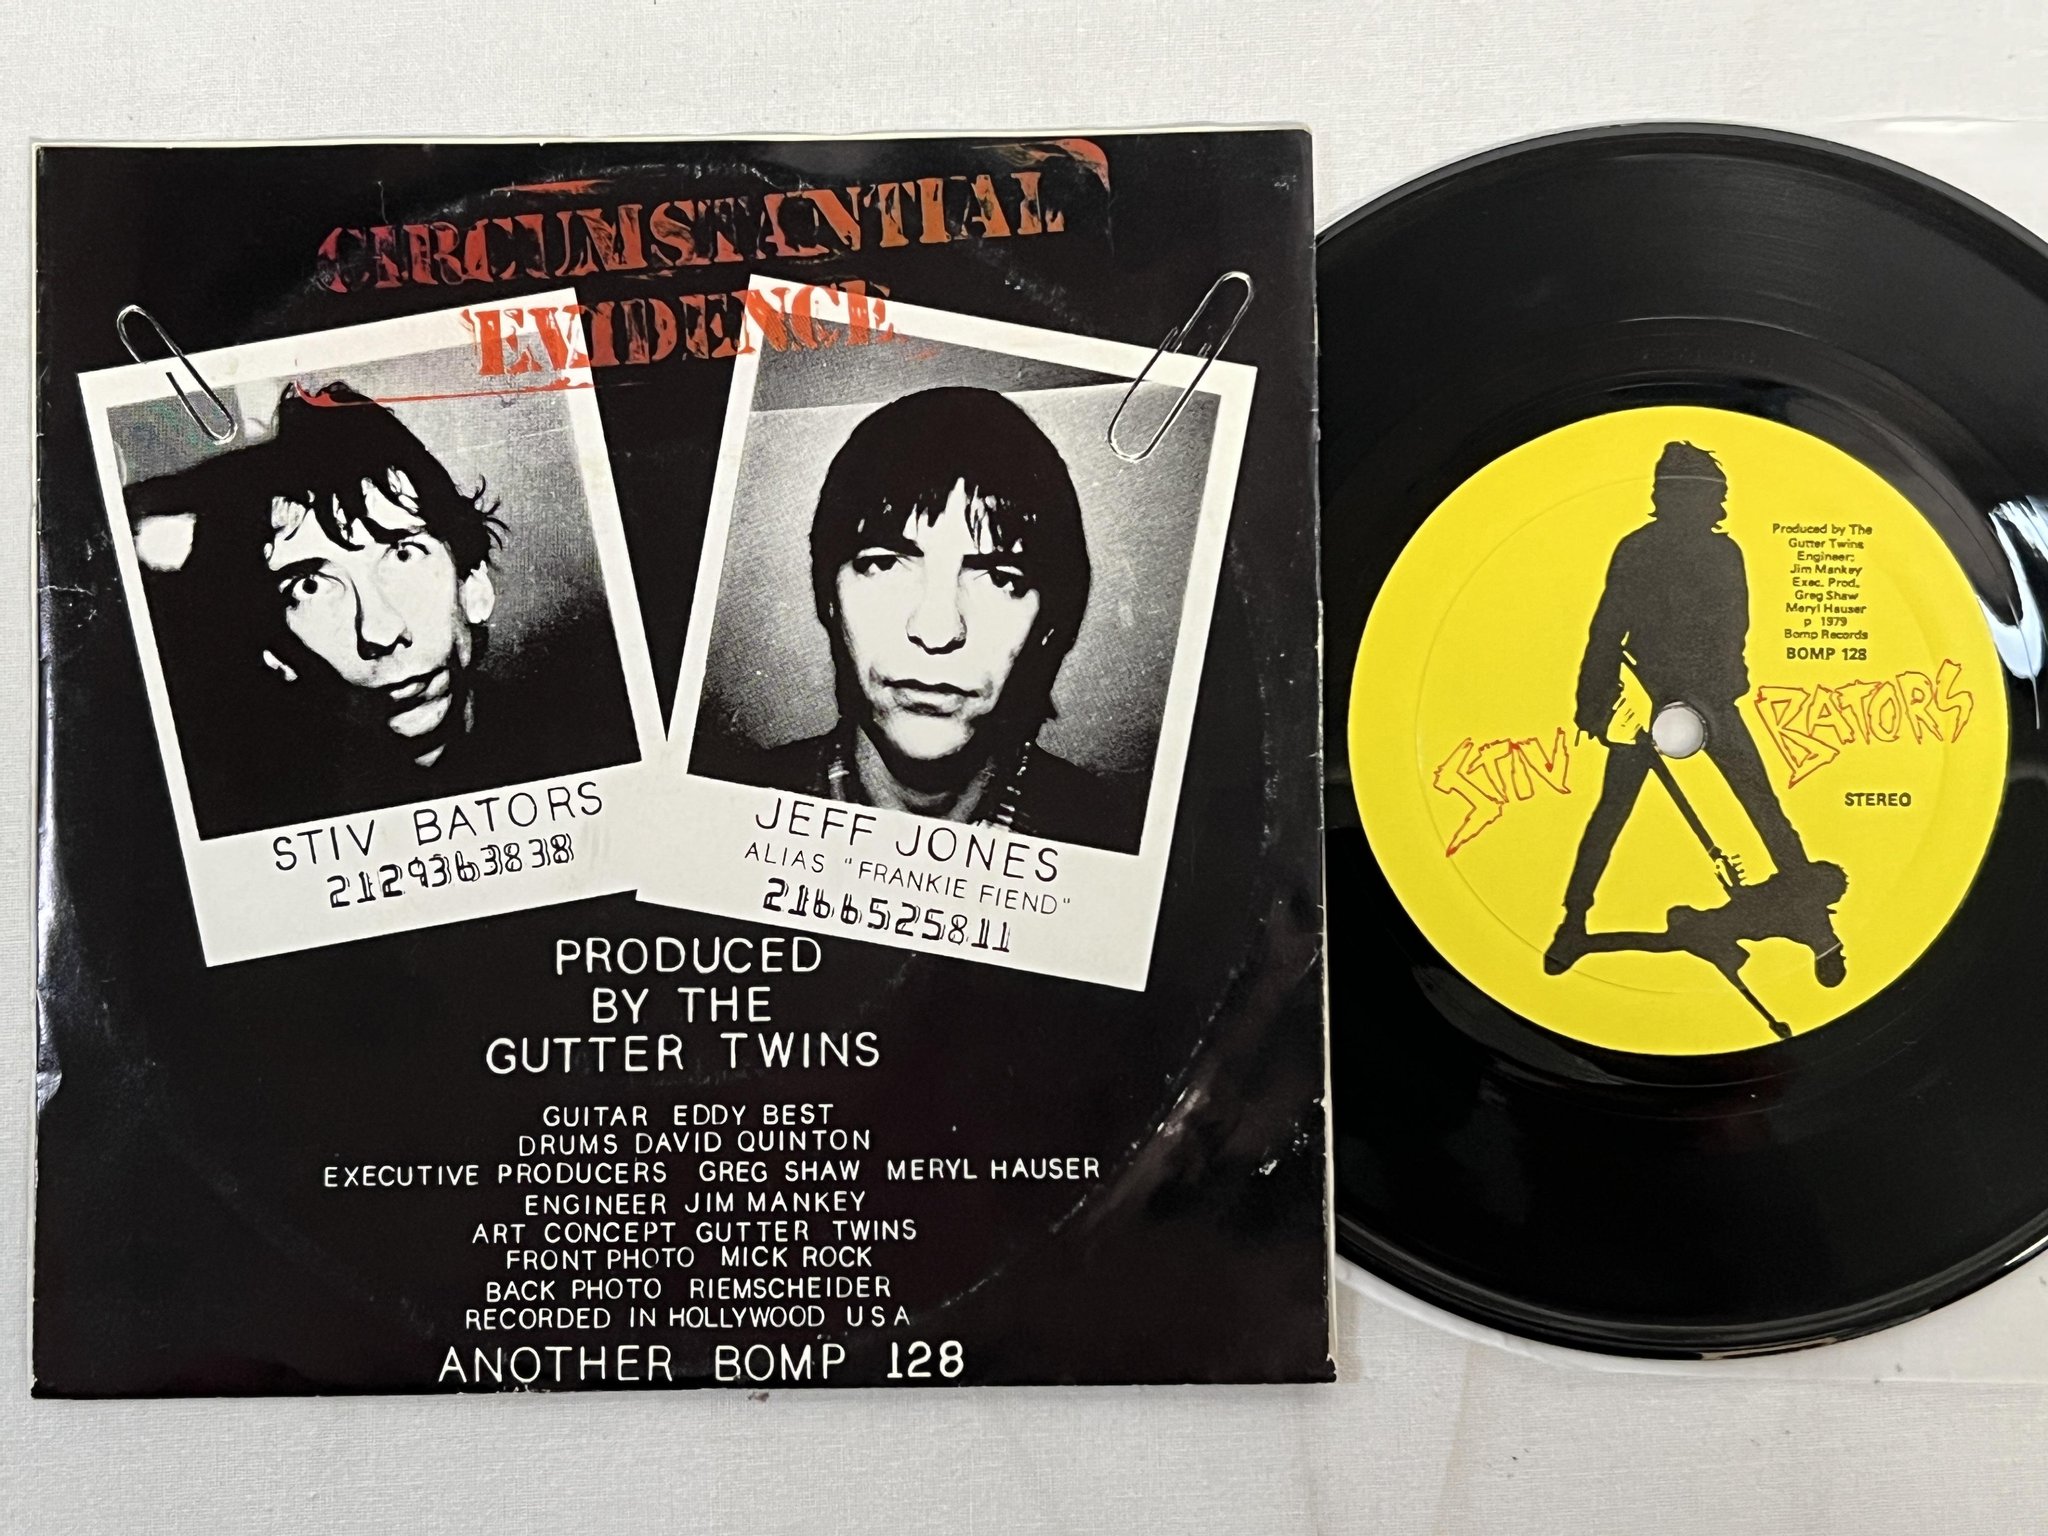 CIRCUMSTANTIAL
EVIDENCE
STIV BATORS
2129363838
JEFF JONES
ALIAS "FRANKIE FIEND"
2166525811
PRODUCED
BY THE
GUTTER TWINS
GUITAR EDDY BEST
DRUMS DAVID QUINTON
EXECUTIVE PRODUCERS GREG SHAW MERYL HAUSER
ENGINEER JIM MANKEY
ART CONCEPT GUTTER TWINS
FRONT PHOTO MICK ROCK
BACK PHOTO RIEMSCHEIDER
RECORDED IN HOLLYWOOD USA
ANOTHER BOMP 128
Produced by The
Gutter Twins
Engineer:
Jim Mankey
Exec. Prod.
Greg Shaw
Meryl Hauser
p 1979
Bomp Records
BOMP 128
STIV BATORS
STEREO